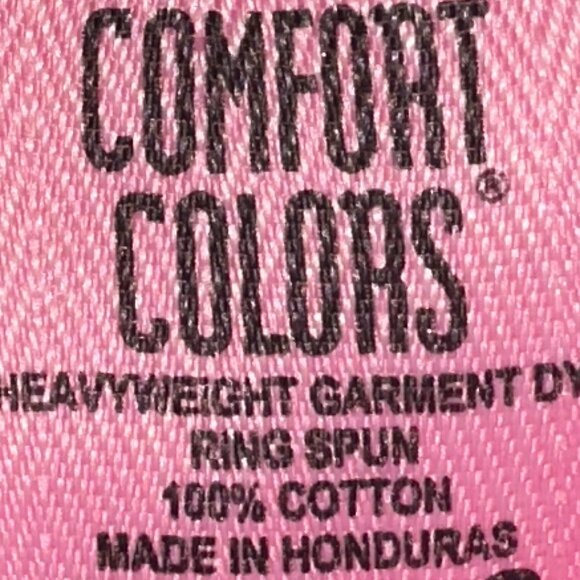 COMFORT
COLORS®
HEAVYWEIGHT GARMENT DY
RING SPUN
100% COTTON
MADE IN HONDURAS